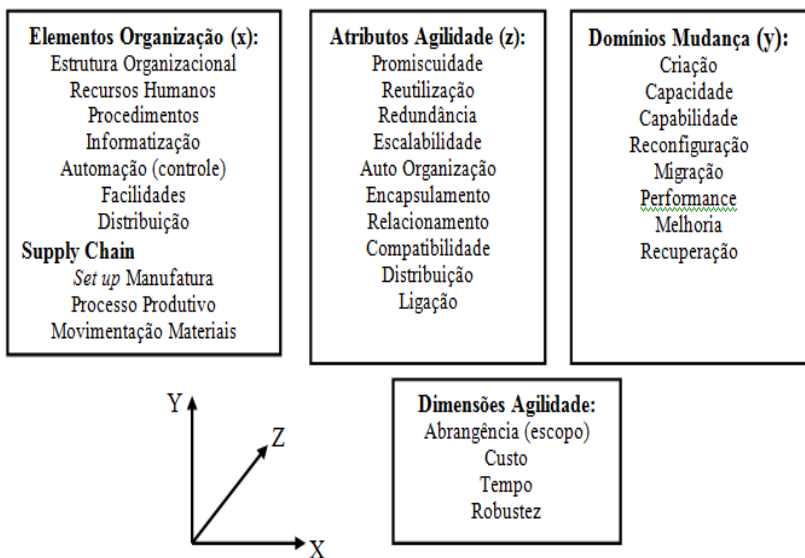 Elementos Organização (x):
Estrutura Organizacional
Recursos Humanos
Procedimentos
Informatização
Automação (controle)
Facilidades
Distribuição
Supply Chain
Set up Manufatura
Processo Produtivo
Movimentação Materiais
Atributos Agilidade (z):
Promiscuidade
Reutilização
Redundância
Escalabilidade
Auto Organização
Encapsulamento
Relacionamento
Compatibilidade
Distribuição
Ligação
Domínios Mudança (y):
Criação
Capacidade
Capabilidade
Reconfiguração
Migração
Performance
Melhoria
Recuperação
Y
Z
X
Dimensões Agilidade:
Abrangência (escopo)
Custo
Tempo
Robustez